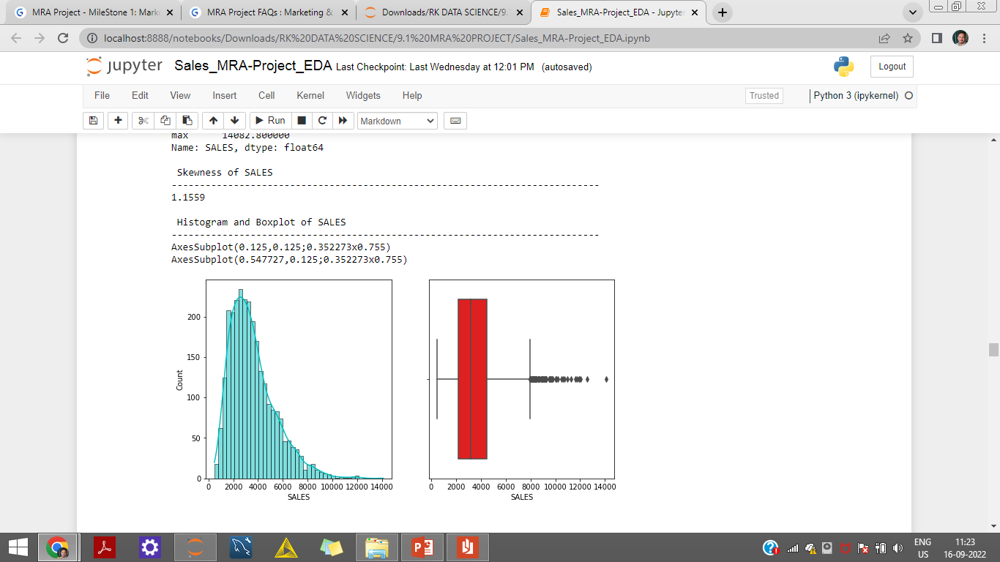 MRA Project - MileStone 1: Mark
MRA Project FAQs : Marketing &
Downloads/RK DATA SCIENCE/9.
Sales_MRA-Project_EDA - Jupyter
localhost:8888/notebooks/Downloads/RK%20DATA%20SCIENCE/9.1%20MRA%20PROJECT/Sales_MRA-Project_EDA.ipynb
jupyter Sales_MRA-Project_EDA Last Checkpoint: Last Wednesday at 12:01 PM (autosaved)
Logout
File Edit View Insert Cell Kernel Widgets Help
Trusted
Python 3 (ipykernel)
Run
Markdown
max 14082.800000
Name: SALES, dtype: float64
Skewness of SALES
----------------------------------------------------------------------------
1.1559
Histogram and Boxplot of SALES
----------------------------------------------------------------------------
AxesSubplot(0.125,0.125;0.352273x0.755)
AxesSubplot(0.547727,0.125;0.352273x0.755)
200
150
100
50
0
Count
0 2000 4000 6000 8000 10000 12000 14000
SALES
0 2000 4000 6000 8000 10000 12000 14000
SALES
ENG
US
11:23
16-09-2022